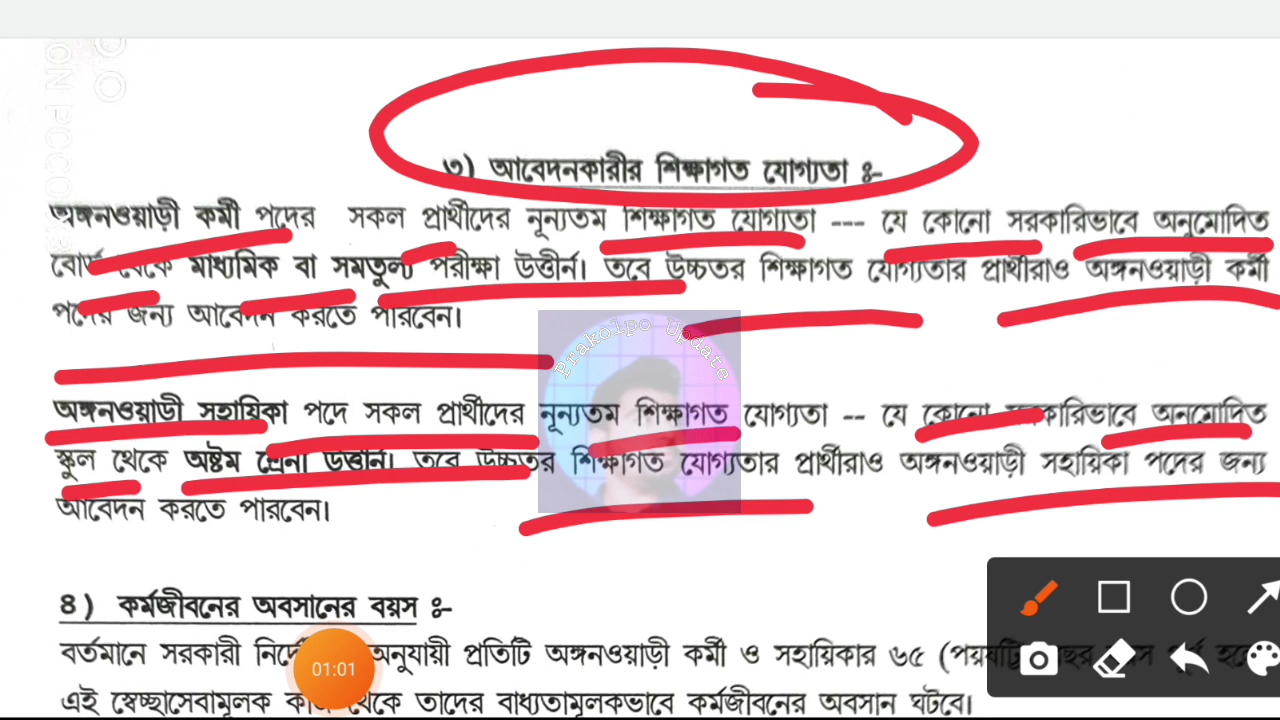 ৩) আবেদনকারীর শিক্ষাগত যোগ্যতা ঃ-
অঙ্গনওয়াড়ী কর্মী পদের সকল প্রার্থীদের নূন্যতম শিক্ষাগত যোগ্যতা --- যে কোনো সরকারিভাবে অনুমোদিত
বোর্ড থেকে মাধ্যমিক বা সমতুল্য পরীক্ষা উত্তীর্ন। তবে উচ্চতর শিক্ষাগত যোগ্যতার প্রার্থীরাও অঙ্গনওয়াড়ী কর্মী
পদের জন্য আবেদন করতে পারবেন।
Prakolpo Update
অঙ্গনওয়াড়ী সহায়িকা পদে সকল প্রার্থীদের নূন্যতম শিক্ষাগত যোগ্যতা -- যে কোনো সরকারিভাবে অনুমোদিত
স্কুল থেকে অষ্টম শ্রেনী উত্তীর্ন। তবে উচ্চতর শিক্ষাগত যোগ্যতার প্রার্থীরাও অঙ্গনওয়াড়ী সহায়িকা পদের জন্য
আবেদন করতে পারবেন।
৪) কর্মজীবনের অবসানের বয়স ঃ-
বর্তমানে সরকারী অনুযায়ী প্রতিটি অঙ্গনওয়াড়ী কর্মী ও সহায়িকার ৬৫ (পয়ষট্টি
01:01
এই স্বেচ্ছাসেবামূলক থেকে তাদের বাধ্যতামূলকভাবে কর্মজীবনের অবসান ঘটবে।